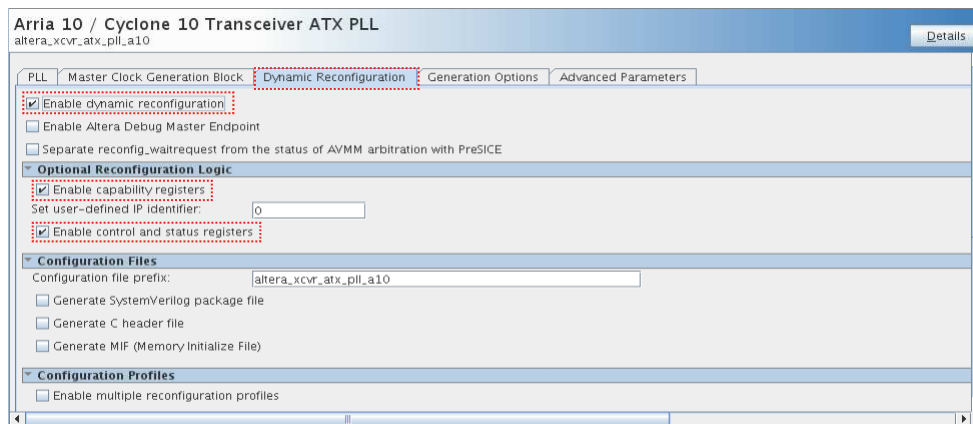 Arria 10 / Cyclone 10 Transceiver ATX PLL
altera_xcvr_atx_pll_a10
Details
PLL Master Clock Generation Block Dynamic Reconfiguration Generation Options Advanced Parameters
Enable dynamic reconfiguration
Enable Altera Debug Master Endpoint
Separate reconfig_waitrequest from the status of AVMM arbitration with PreSICE
Optional Reconfiguration Logic
Enable capability registers
Set user-defined IP identifier: 0
Enable control and status registers
Configuration Files
Configuration file prefix: altera_xcvr_atx_pll_a10
Generate SystemVerilog package file
Generate C header file
Generate MIF (Memory Initialize File)
Configuration Profiles
Enable multiple reconfiguration profiles